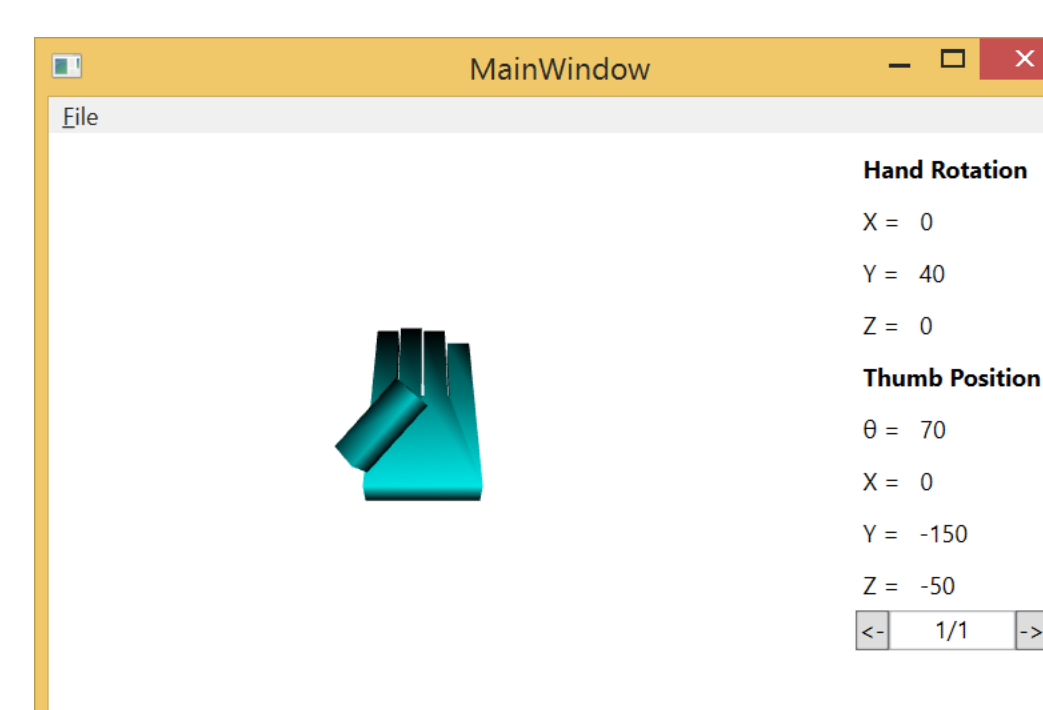 MainWindow
File
Hand Rotation
X = 0
Y = 40
Z = 0
Thumb Position
θ = 70
X = 0
Y = -150
Z = -50
<- 1/1 ->